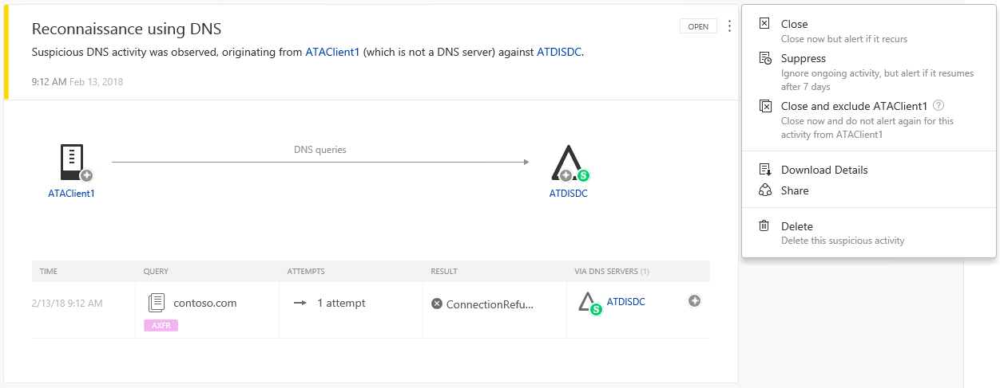 Reconnaissance using DNS
OPEN
Suspicious DNS activity was observed, originating from ATAClient1 (which is not a DNS server) against ATDISDC.
9:12 AM Feb 13, 2018
DNS queries
ATAClient1
S
ATDISDC
TIME QUERY ATTEMPTS RESULT VIA DNS SERVERS (1)
2/13/18 9:12 AM contoso.com 1 attempt ConnectionRefu... S ATDISDC
AXFR
Close
Close now but alert if it recurs
Suppress
Ignore ongoing activity, but alert if it resumes
after 7 days
Close and exclude ATAClient1 ?
Close now and do not alert again for this
activity from ATAClient1
Download Details
Share
Delete
Delete this suspicious activity